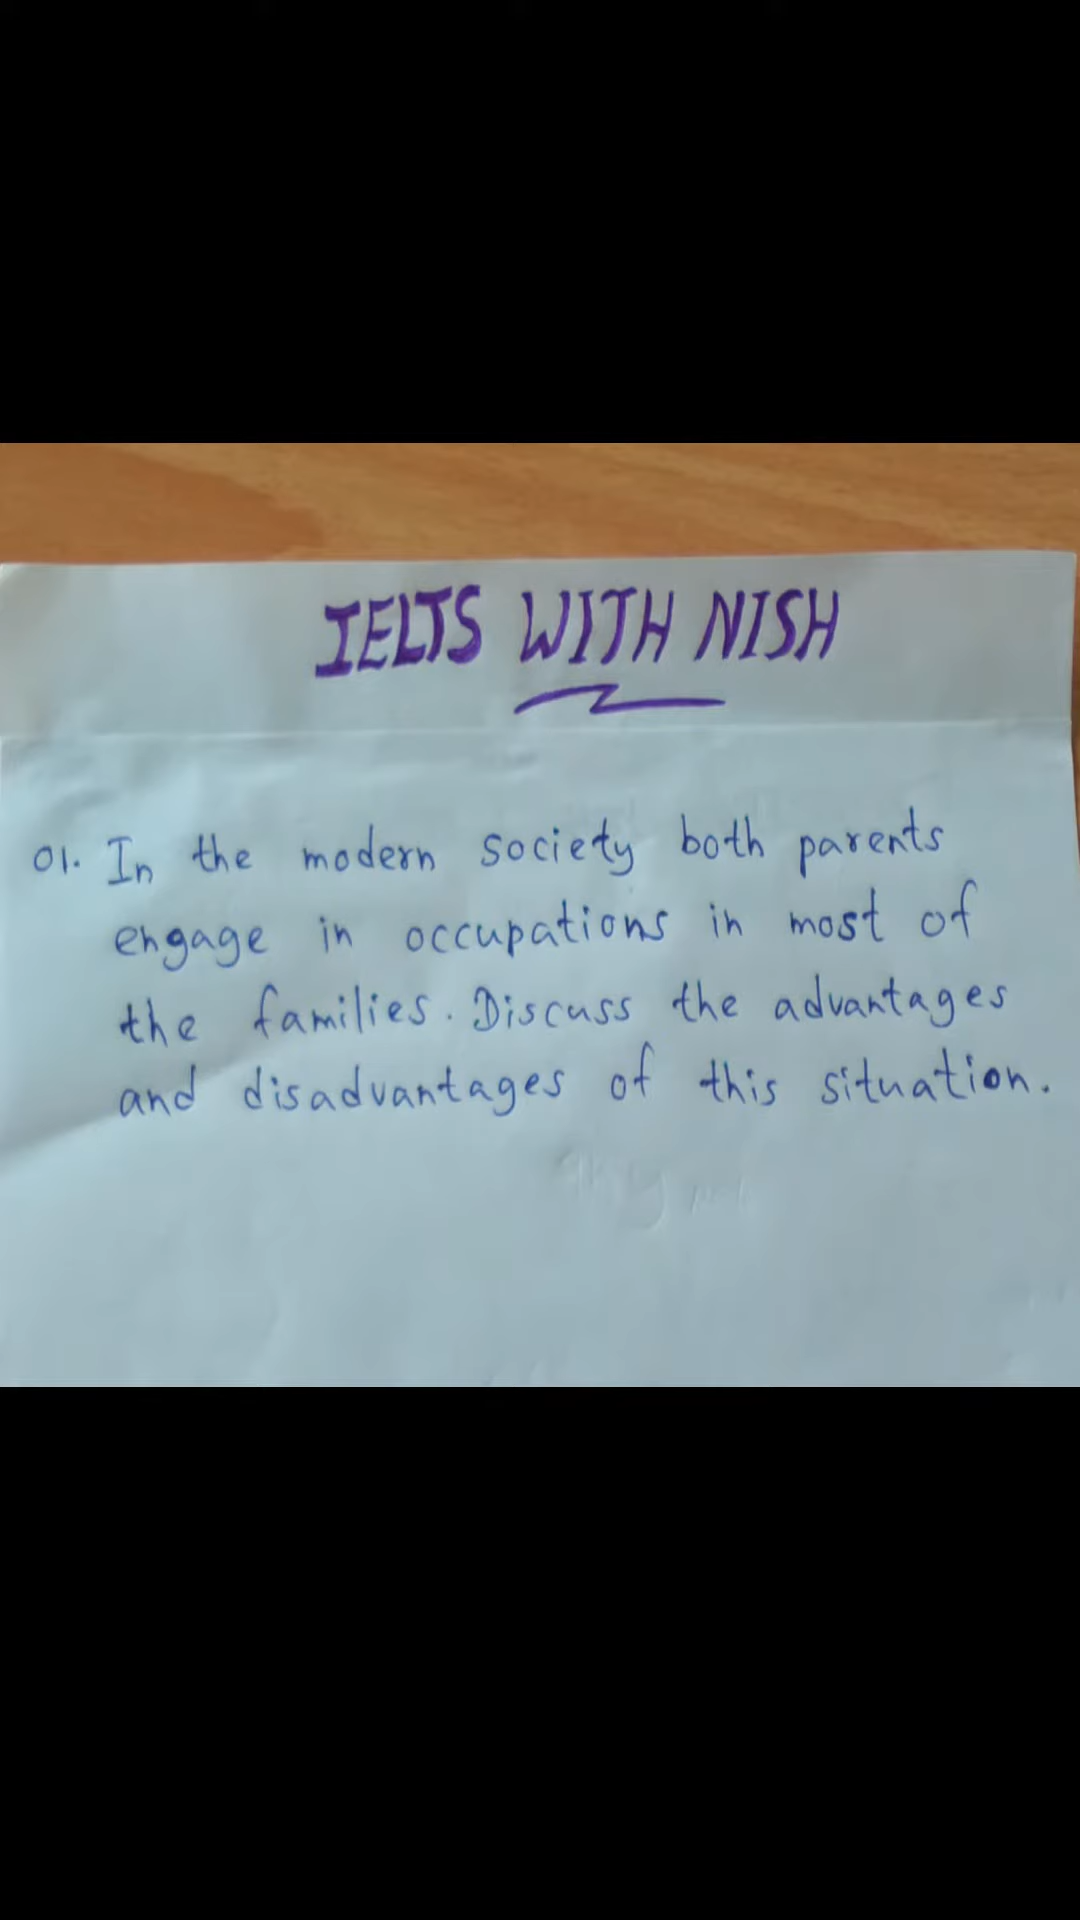 IELTS WITH NISH
01. In the modern society both parents
engage in occupations in most of
the families. Discuss the advantages
and disadvantages of this situation.